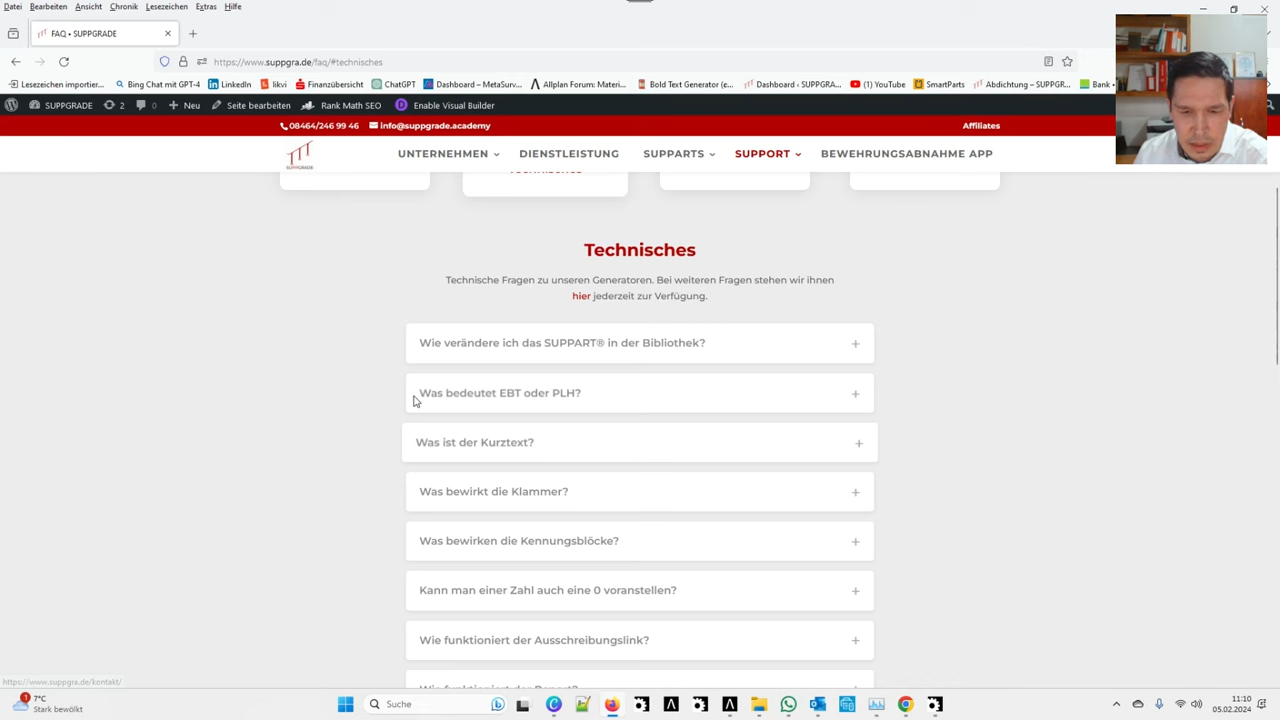 Datei Bearbeiten Ansicht Chronik Lesezeichen Extras Hilfe
FAQ • SUPPGRADE
https://www.suppgra.de/faq/#technisches
Lesezeichen importier... Bing Chat mit GPT-4 LinkedIn likvi Finanzübersicht ChatGPT Dashboard – MetaSurv... Allplan Forum: Materi... Bold Text Generator (e... Dashboard ‹ SUPPGRA... (1) YouTube SmartParts Abdichtung – SUPPGR... Bank
SUPPGRADE 2 0 Neu Seite bearbeiten Rank Math SEO Enable Visual Builder
08464/246 99 46 info@suppgrade.academy Affiliates
SUPPGRADE UNTERNEHMEN DIENSTLEISTUNG SUPPARTS SUPPORT BEWEHRUNGSABNAHME APP
Technisches
Technische Fragen zu unseren Generatoren. Bei weiteren Fragen stehen wir ihnen
hier jederzeit zur Verfügung.
Wie verändere ich das SUPPART® in der Bibliothek?
Was bedeutet EBT oder PLH?
Was ist der Kurztext?
Was bewirkt die Klammer?
Was bewirken die Kennungsblöcke?
Kann man einer Zahl auch eine 0 voranstellen?
Wie funktioniert der Ausschreibungslink?
https://www.suppgra.de/kontakt/
1 7°C
Stark bewölkt
Suche
11:10
05.02.2024